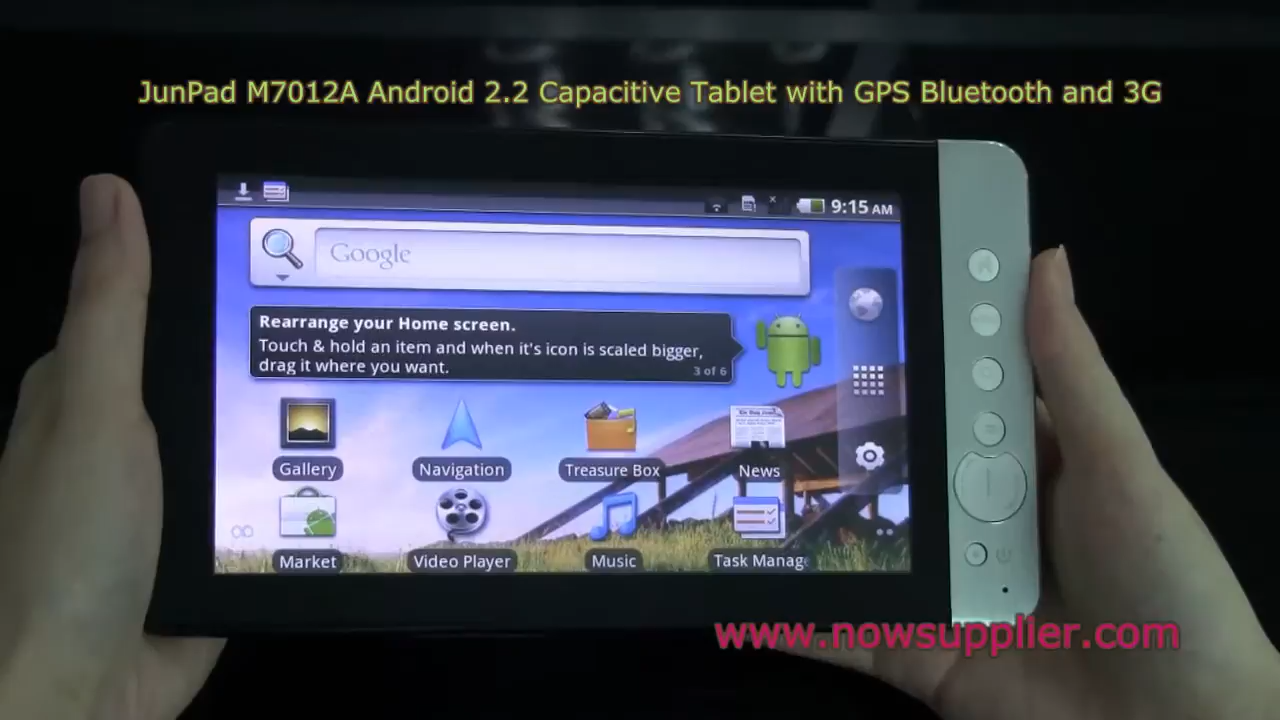 JunPad M7012A Android 2.2 Capacitive Tablet with GPS Bluetooth and 3G
9:15 AM
Google
Rearrange your Home screen.
Touch & hold an item and when it's icon is scaled bigger,
drag it where you want.
3 of 6
Gallery
Navigation
Treasure Box
News
Market
Video Player
Music
Task Manage
www.nowsupplier.com